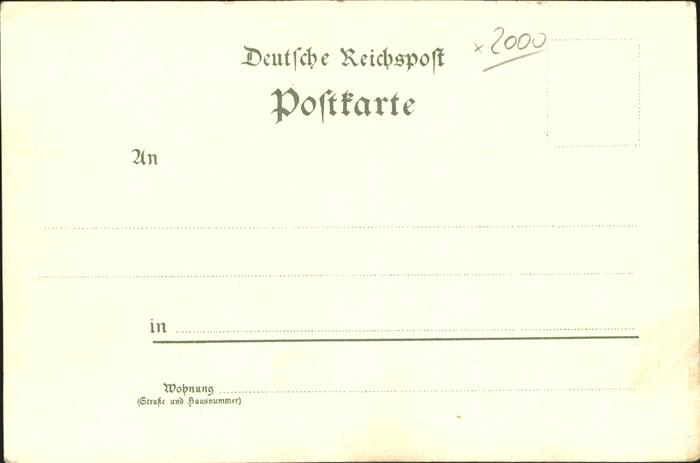 Deutsche Reichspost
x 2000
Postkarte
An
in
Wohnung
(Straße und Hausnummer)